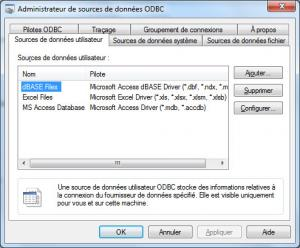 Administrateur de sources de données ODBC
Pilotes ODBC Traçage Groupement de connexions À propos
Sources de données utilisateur Sources de données système Sources de données fichier
Sources de données utilisateur :
Nom Pilote
dBASE Files Microsoft Access dBASE Driver (*.dbf, *.ndx, *.m
Excel Files Microsoft Excel Driver (*.xls, *.xlsx, *.xlsm, *.xlsb)
MS Access Database Microsoft Access Driver (*.mdb, *.accdb)
Ajouter...
Supprimer
Configurer...
Une source de données utilisateur ODBC stocke des informations relatives à
la connexion du fournisseur de données spécifié. Elle est visible uniquement
pour vous et sur cette machine.
OK Annuler Appliquer Aide